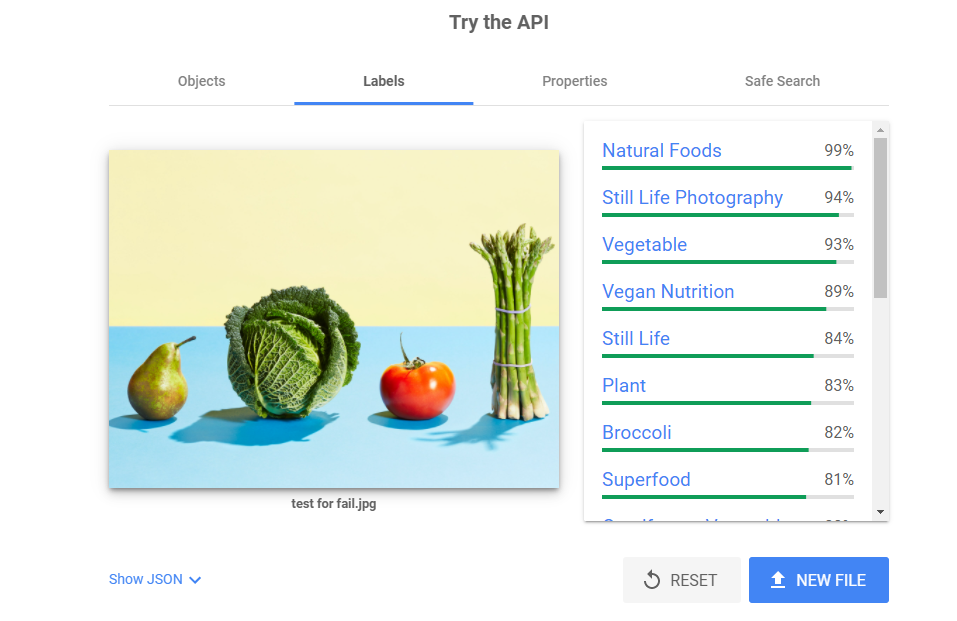 Try the API
Objects
Labels
Properties
Safe Search
Natural Foods 99%
Still Life Photography 94%
Vegetable 93%
Vegan Nutrition 89%
Still Life 84%
Plant 83%
Broccoli 82%
Superfood 81%
test for fail.jpg
Show JSON
RESET
NEW FILE